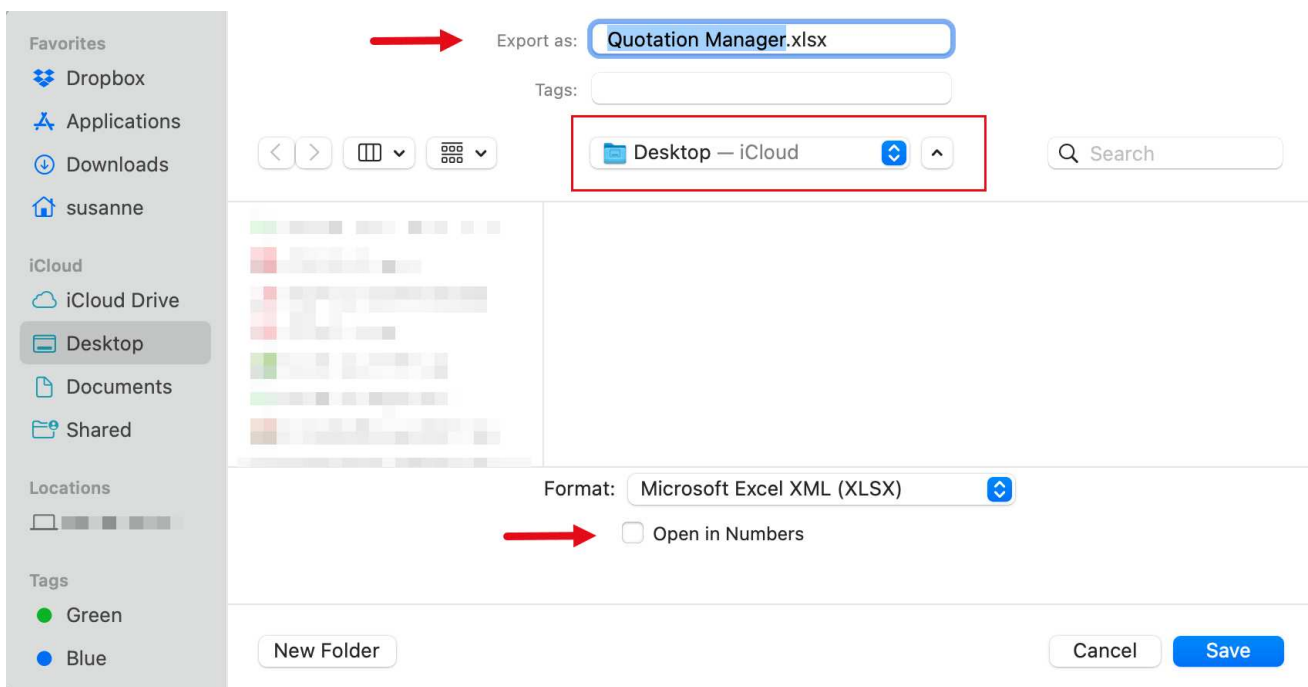 Favorites
Dropbox
Applications
Downloads
susanne
iCloud
iCloud Drive
Desktop
Documents
Shared
Locations
Tags
Green
Blue
Export as: Quotation Manager.xlsx
Tags:
Desktop — iCloud
Search
Format: Microsoft Excel XML (XLSX)
Open in Numbers
New Folder
Cancel
Save